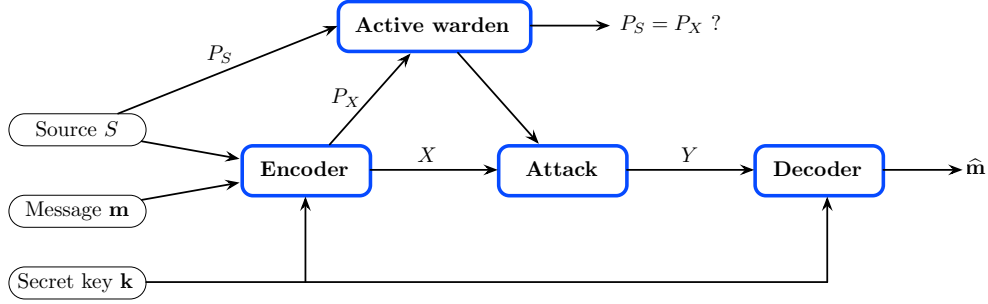 Active warden
P_S = P_X ?
P_S
P_X
Source S
Encoder
X
Attack
Y
Decoder
m̂
Message m
Secret key k